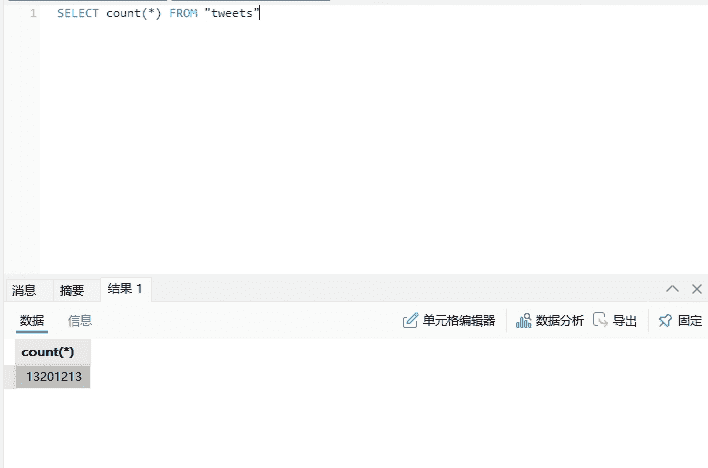 1 SELECT count(*) FROM "tweets"
消息 摘要 结果 1
数据 信息 单元格编辑器 数据分析 导出 固定
count(*)
13201213